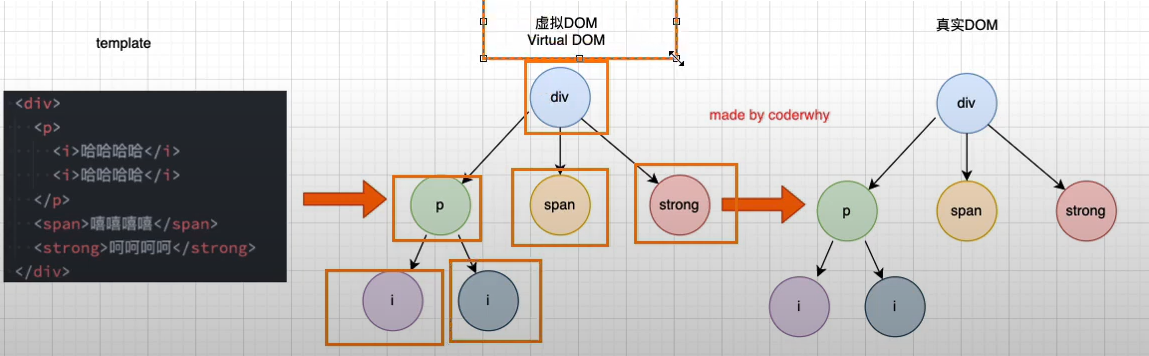 template
<div>
<p>
<i>哈哈哈哈</i>
<i>哈哈哈哈</i>
</p>
<span>嘻嘻嘻嘻</span>
<strong>呵呵呵呵</strong>
</div>
虚拟DOM
Virtual DOM
div
p
span
strong
i
i
made by coderwhy
真实DOM
div
p
span
strong
i
i